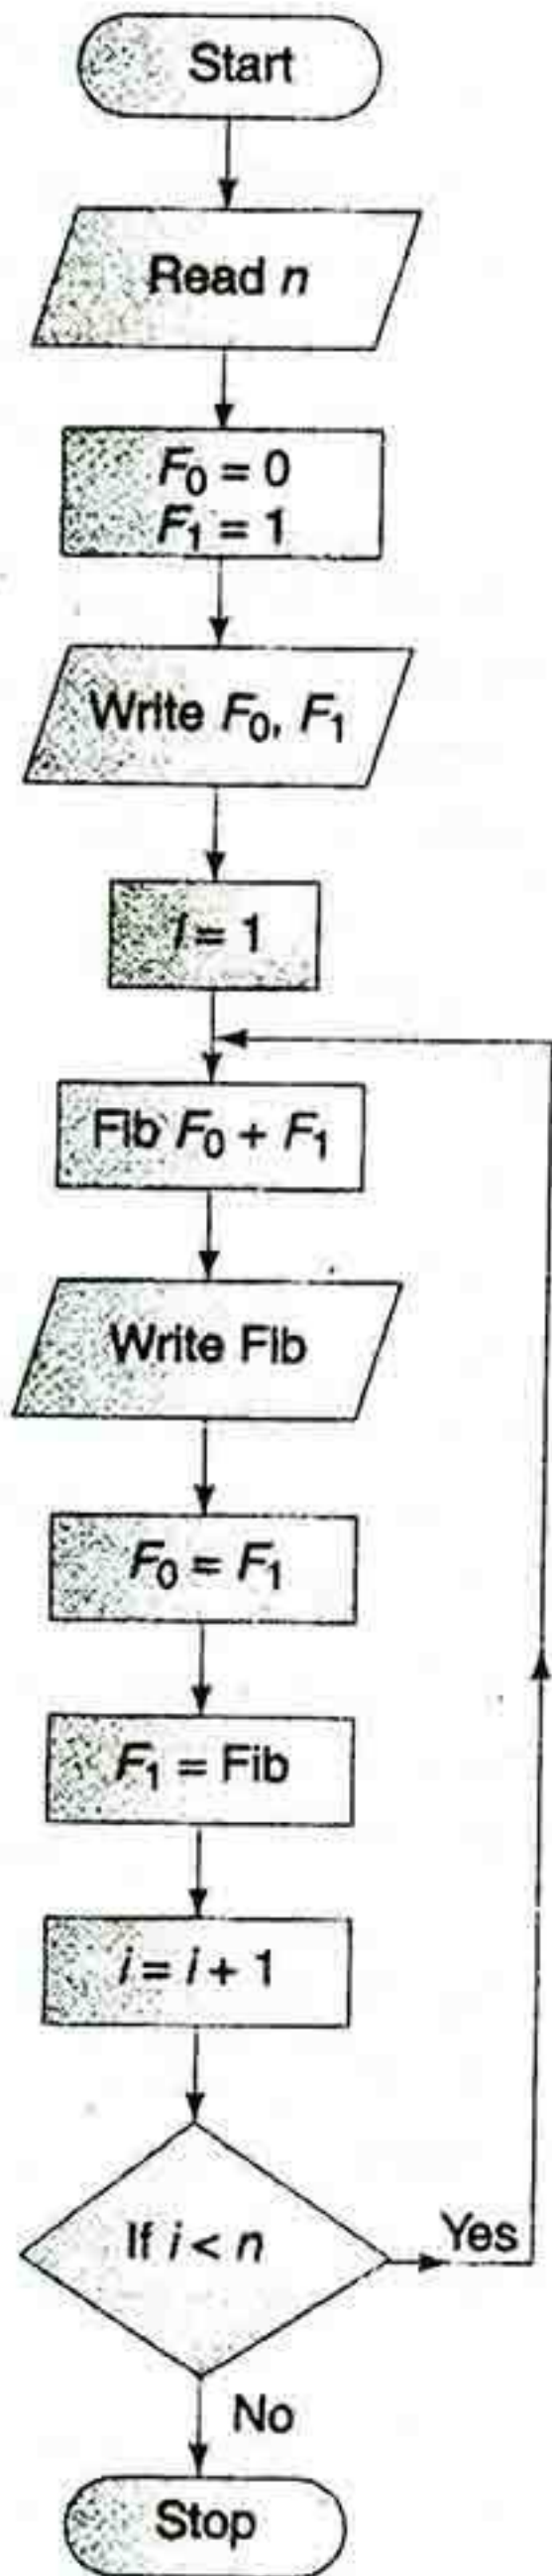 Start
Read n
F₀ = 0
F₁ = 1
Write F₀, F₁
i = 1
Fib F₀ + F₁
Write Fib
F₀ = F₁
F₁ = Fib
i = i + 1
If i < n
Yes
No
Stop